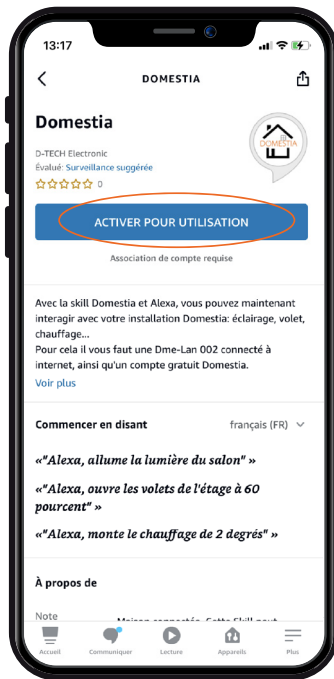 13:17
DOMESTIA
Domestia
DOMESTIA
D-TECH Electronic
Évalué: Surveillance suggérée
0
ACTIVER POUR UTILISATION
Association de compte requise
Avec la skill Domestia et Alexa, vous pouvez maintenant
interagir avec votre installation Domestia: éclairage, volet,
chauffage...
Pour cela il vous faut une Dme-Lan 002 connecté à
internet, ainsi qu'un compte gratuit Domestia.
Voir plus
Commencer en disant français (FR)
«"Alexa, allume la lumière du salon" »
«"Alexa, ouvre les volets de l'étage à 60
pourcent" »
«"Alexa, monte le chauffage de 2 degrés" »
À propos de
Note Maison connectée. Cette Skill peut
Accueil Communiquer Lecture Appareils Plus